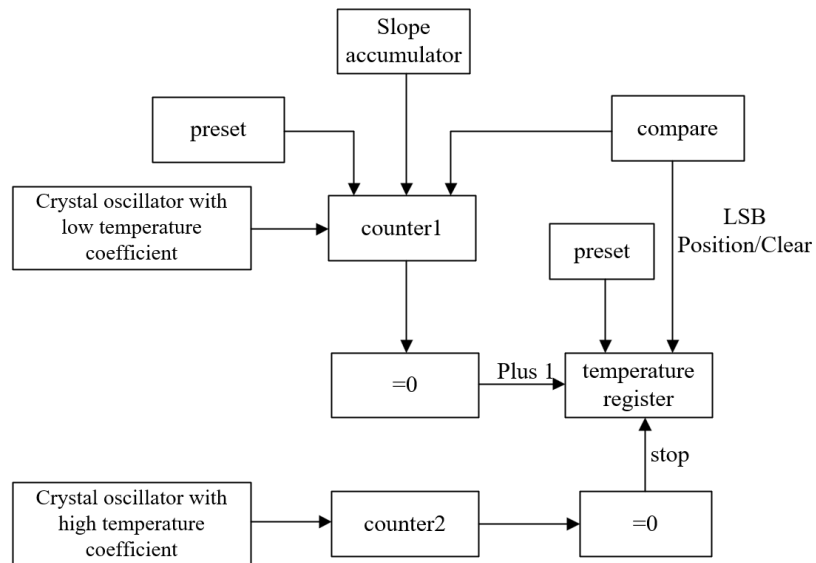 Slope
accumulator
preset
compare
Crystal oscillator with
low temperature
coefficient
counter1
LSB
Position/Clear
preset
=0
Plus 1
temperature
register
stop
Crystal oscillator with
high temperature
coefficient
counter2
=0